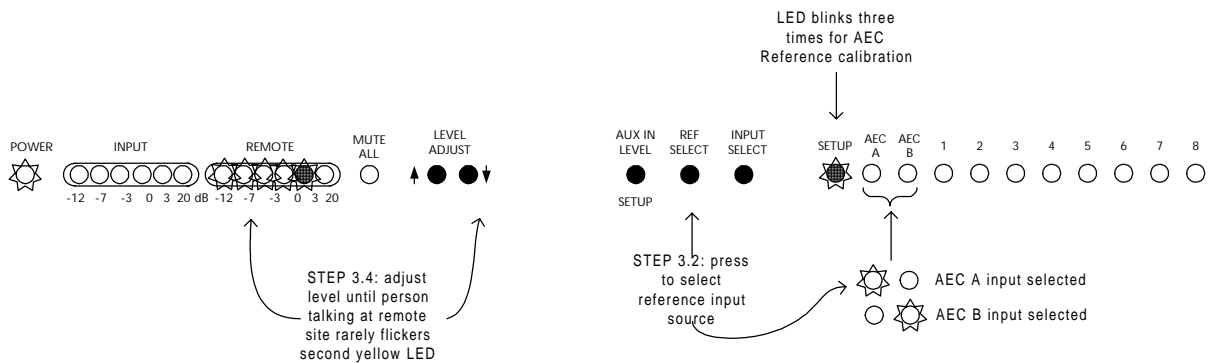 LED blinks three
times for AEC
Reference calibration
POWER
INPUT
REMOTE
MUTE
ALL
LEVEL
ADJUST
AUX IN
LEVEL
REF
SELECT
INPUT
SELECT
SETUP
AEC
A
AEC
B
1 2 3 4 5 6 7 8
-12 -7 -3 0 3 20 dB -12 -7 -3 0 3 20
SETUP
STEP 3.4: adjust
level until person
talking at remote
site rarely flickers
second yellow LED
STEP 3.2: press
to select
reference input
source
AEC A input selected
AEC B input selected